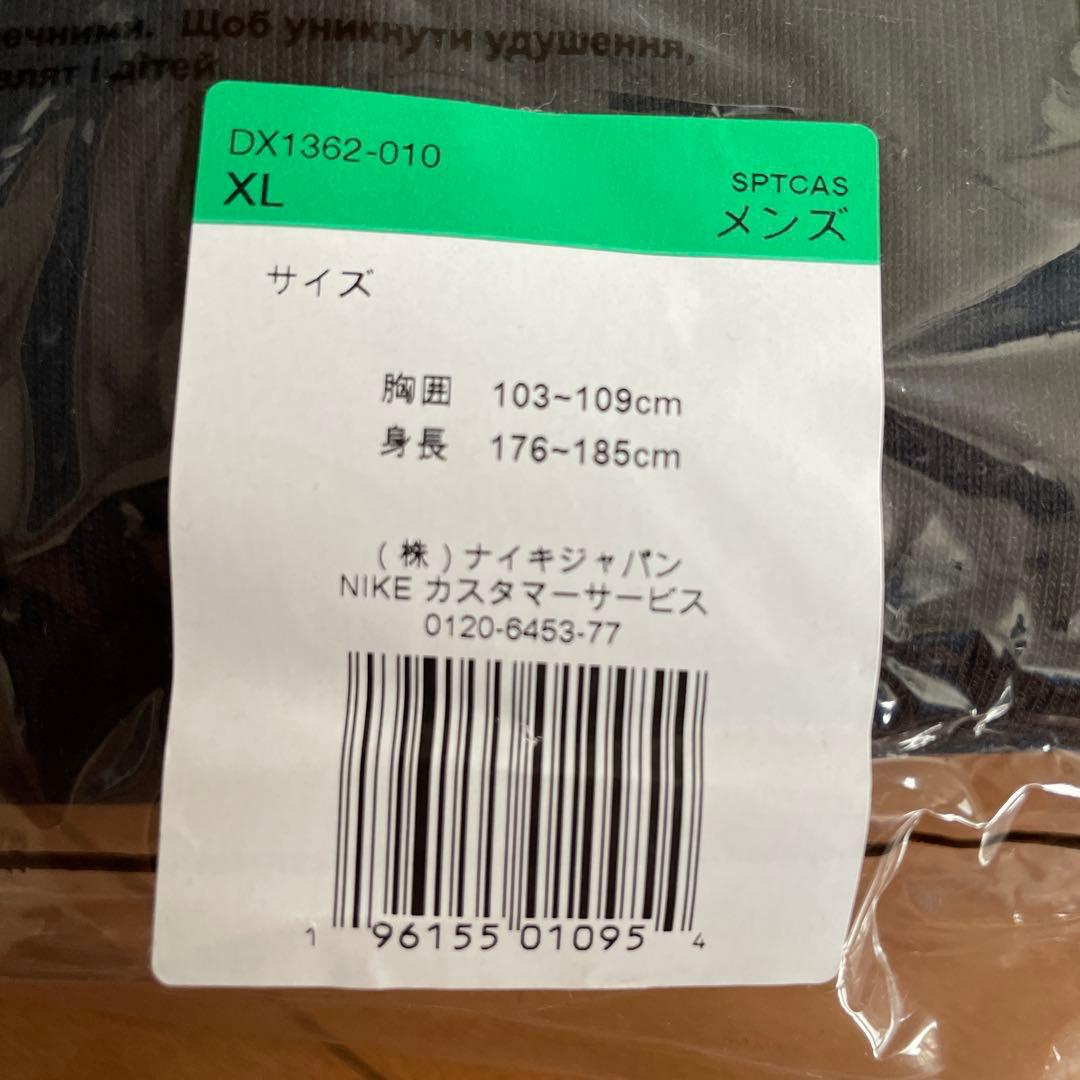 речними. Щоб уникнути удушення,
і дітей
DX1362-010
XL
SPTCAS
メンズ
サイズ
胸囲 103~109cm
身長 176~185cm
(株)ナイキジャパン
NIKE カスタマーサービス
0120-6453-77
1 96155 01095 4